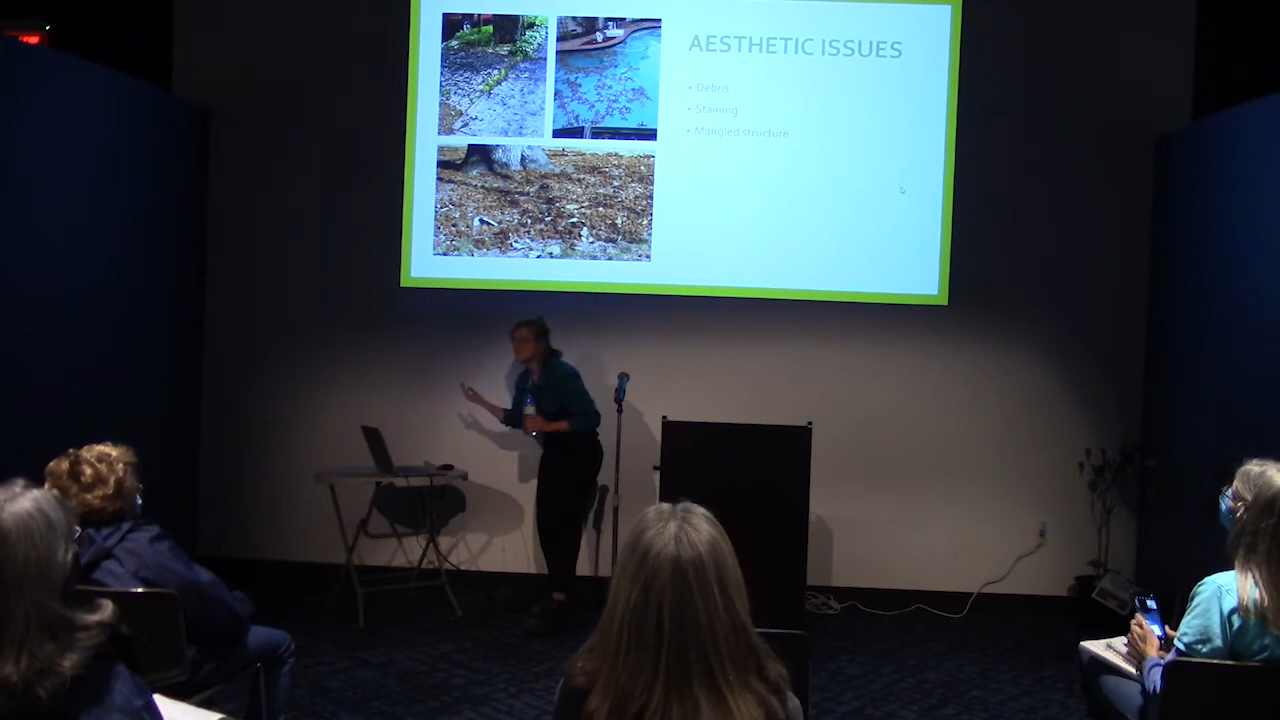 AESTHETIC ISSUES
• Debris
• Staining
• Mangled structure